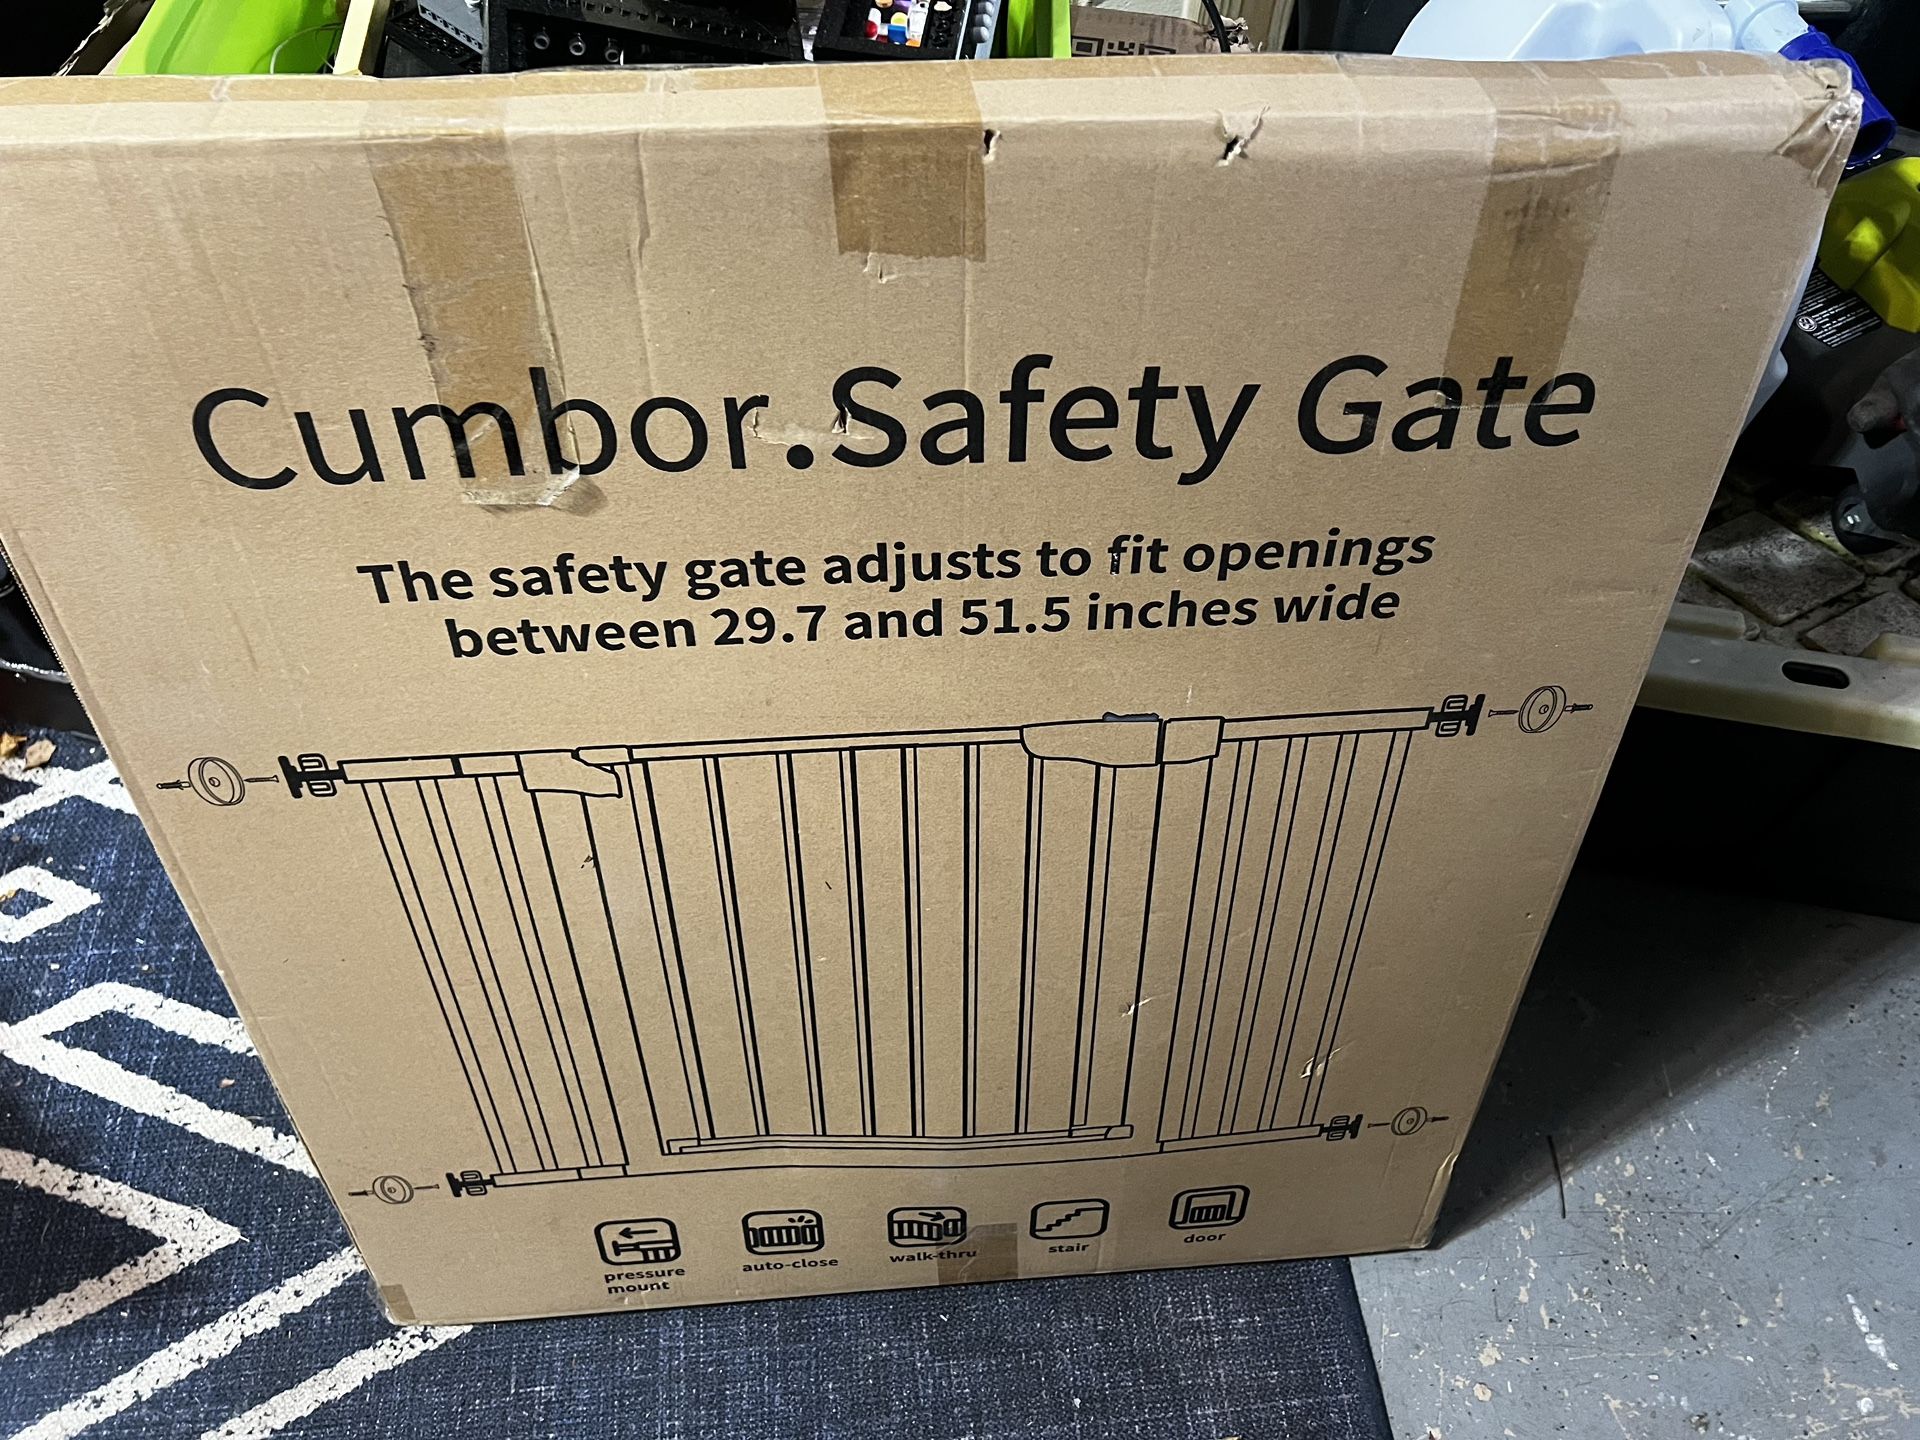 Cumbor.Safety Gate
The safety gate adjusts to fit openings
between 29.7 and 51.5 inches wide
pressure
mount
auto-close
walk-thru
stair
door